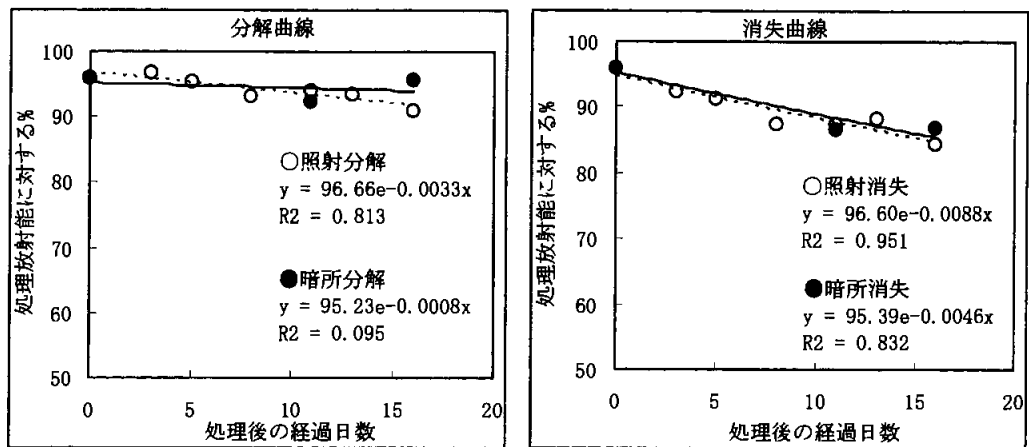 分解曲線
処理放射能に対する%
100
90
80
70
60
50
○照射分解
y = 96.66e-0.0033x
R2 = 0.813
●暗所分解
y = 95.23e-0.0008x
R2 = 0.095
0 5 10 15 20
処理後の経過日数
消失曲線
処理放射能に対する%
100
90
80
70
60
50
○照射消失
y = 96.60e-0.0088x
R2 = 0.951
●暗所消失
y = 95.39e-0.0046x
R2 = 0.832
0 5 10 15 20
処理後の経過日数